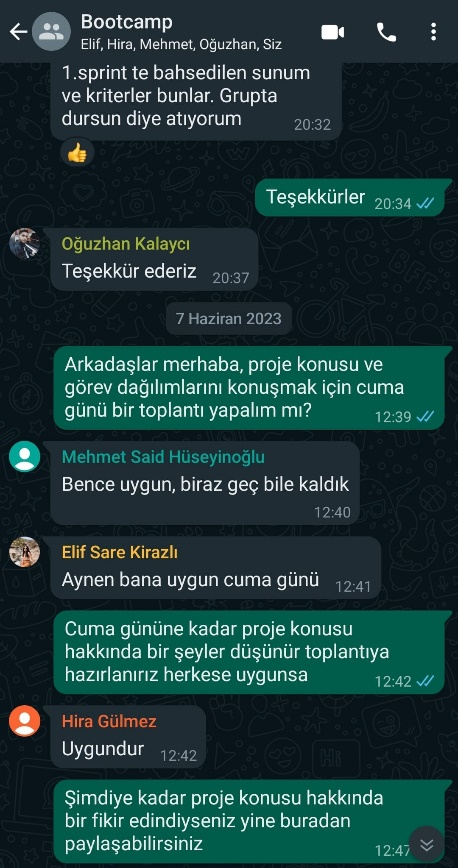 Bootcamp
Elif, Hira, Mehmet, Oğuzhan, Siz
1.sprint te bahsedilen sunum
ve kriterler bunlar. Grupta
dursun diye atıyorum
20:32
Teşekkürler 20:34
Oğuzhan Kalaycı
Teşekkür ederiz 20:37
7 Haziran 2023
Arkadaşlar merhaba, proje konusu ve
görev dağılımlarını konuşmak için cuma
günü bir toplantı yapalım mı?
12:39
Mehmet Said Hüseyinoğlu
Bence uygun, biraz geç bile kaldık
12:40
Elif Sare Kirazlı
Aynen bana uygun cuma günü 12:41
Cuma gününe kadar proje konusu
hakkında bir şeyler düşünür toplantıya
hazırlanırız herkese uygunsa
12:42
Hira Gülmez
Uygundur 12:42
Şimdiye kadar proje konusu hakkında
bir fikir edindiyseniz yine buradan
paylaşabilirsiniz
12:47